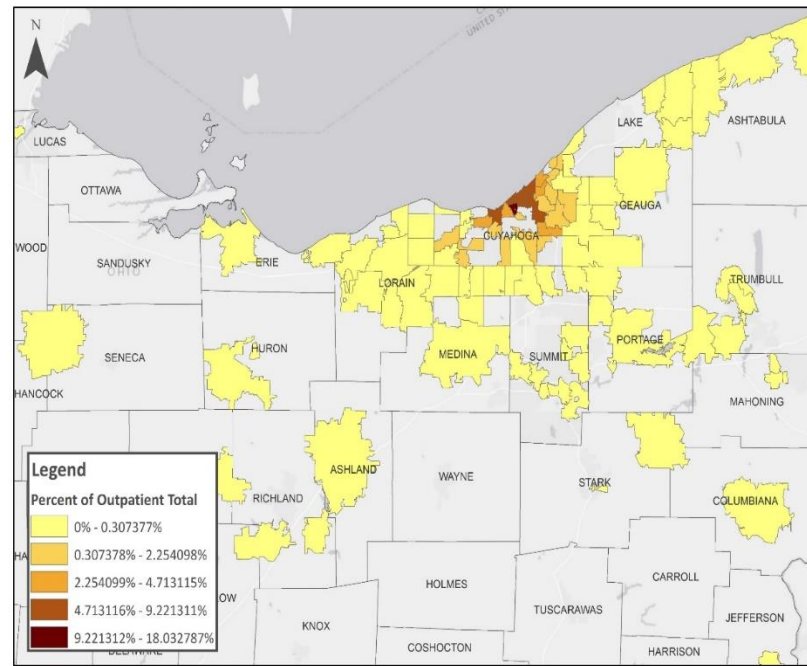 N
UNITED STATES
LUCAS
LAKE
ASHTABULA
OTTAWA
GEAUGA
WOOD
SANDUSKY
OHIO
ERIE
CUYAHOGA
LORAIN
TRUMBULL
SENECA
HURON
MEDINA
SUMMIT
PORTAGE
HANCOCK
MAHONING
Legend
Percent of Outpatient Total
0% - 0.307377%
0.307378% - 2.254098%
2.254099% - 4.713115%
4.713116% - 9.221311%
9.221312% - 18.032787%
RICHLAND
ASHLAND
WAYNE
STARK
COLUMBIANA
HOLMES
TUSCARAWAS
CARROLL
JEFFERSON
KNOX
COSHOCTON
HARRISON